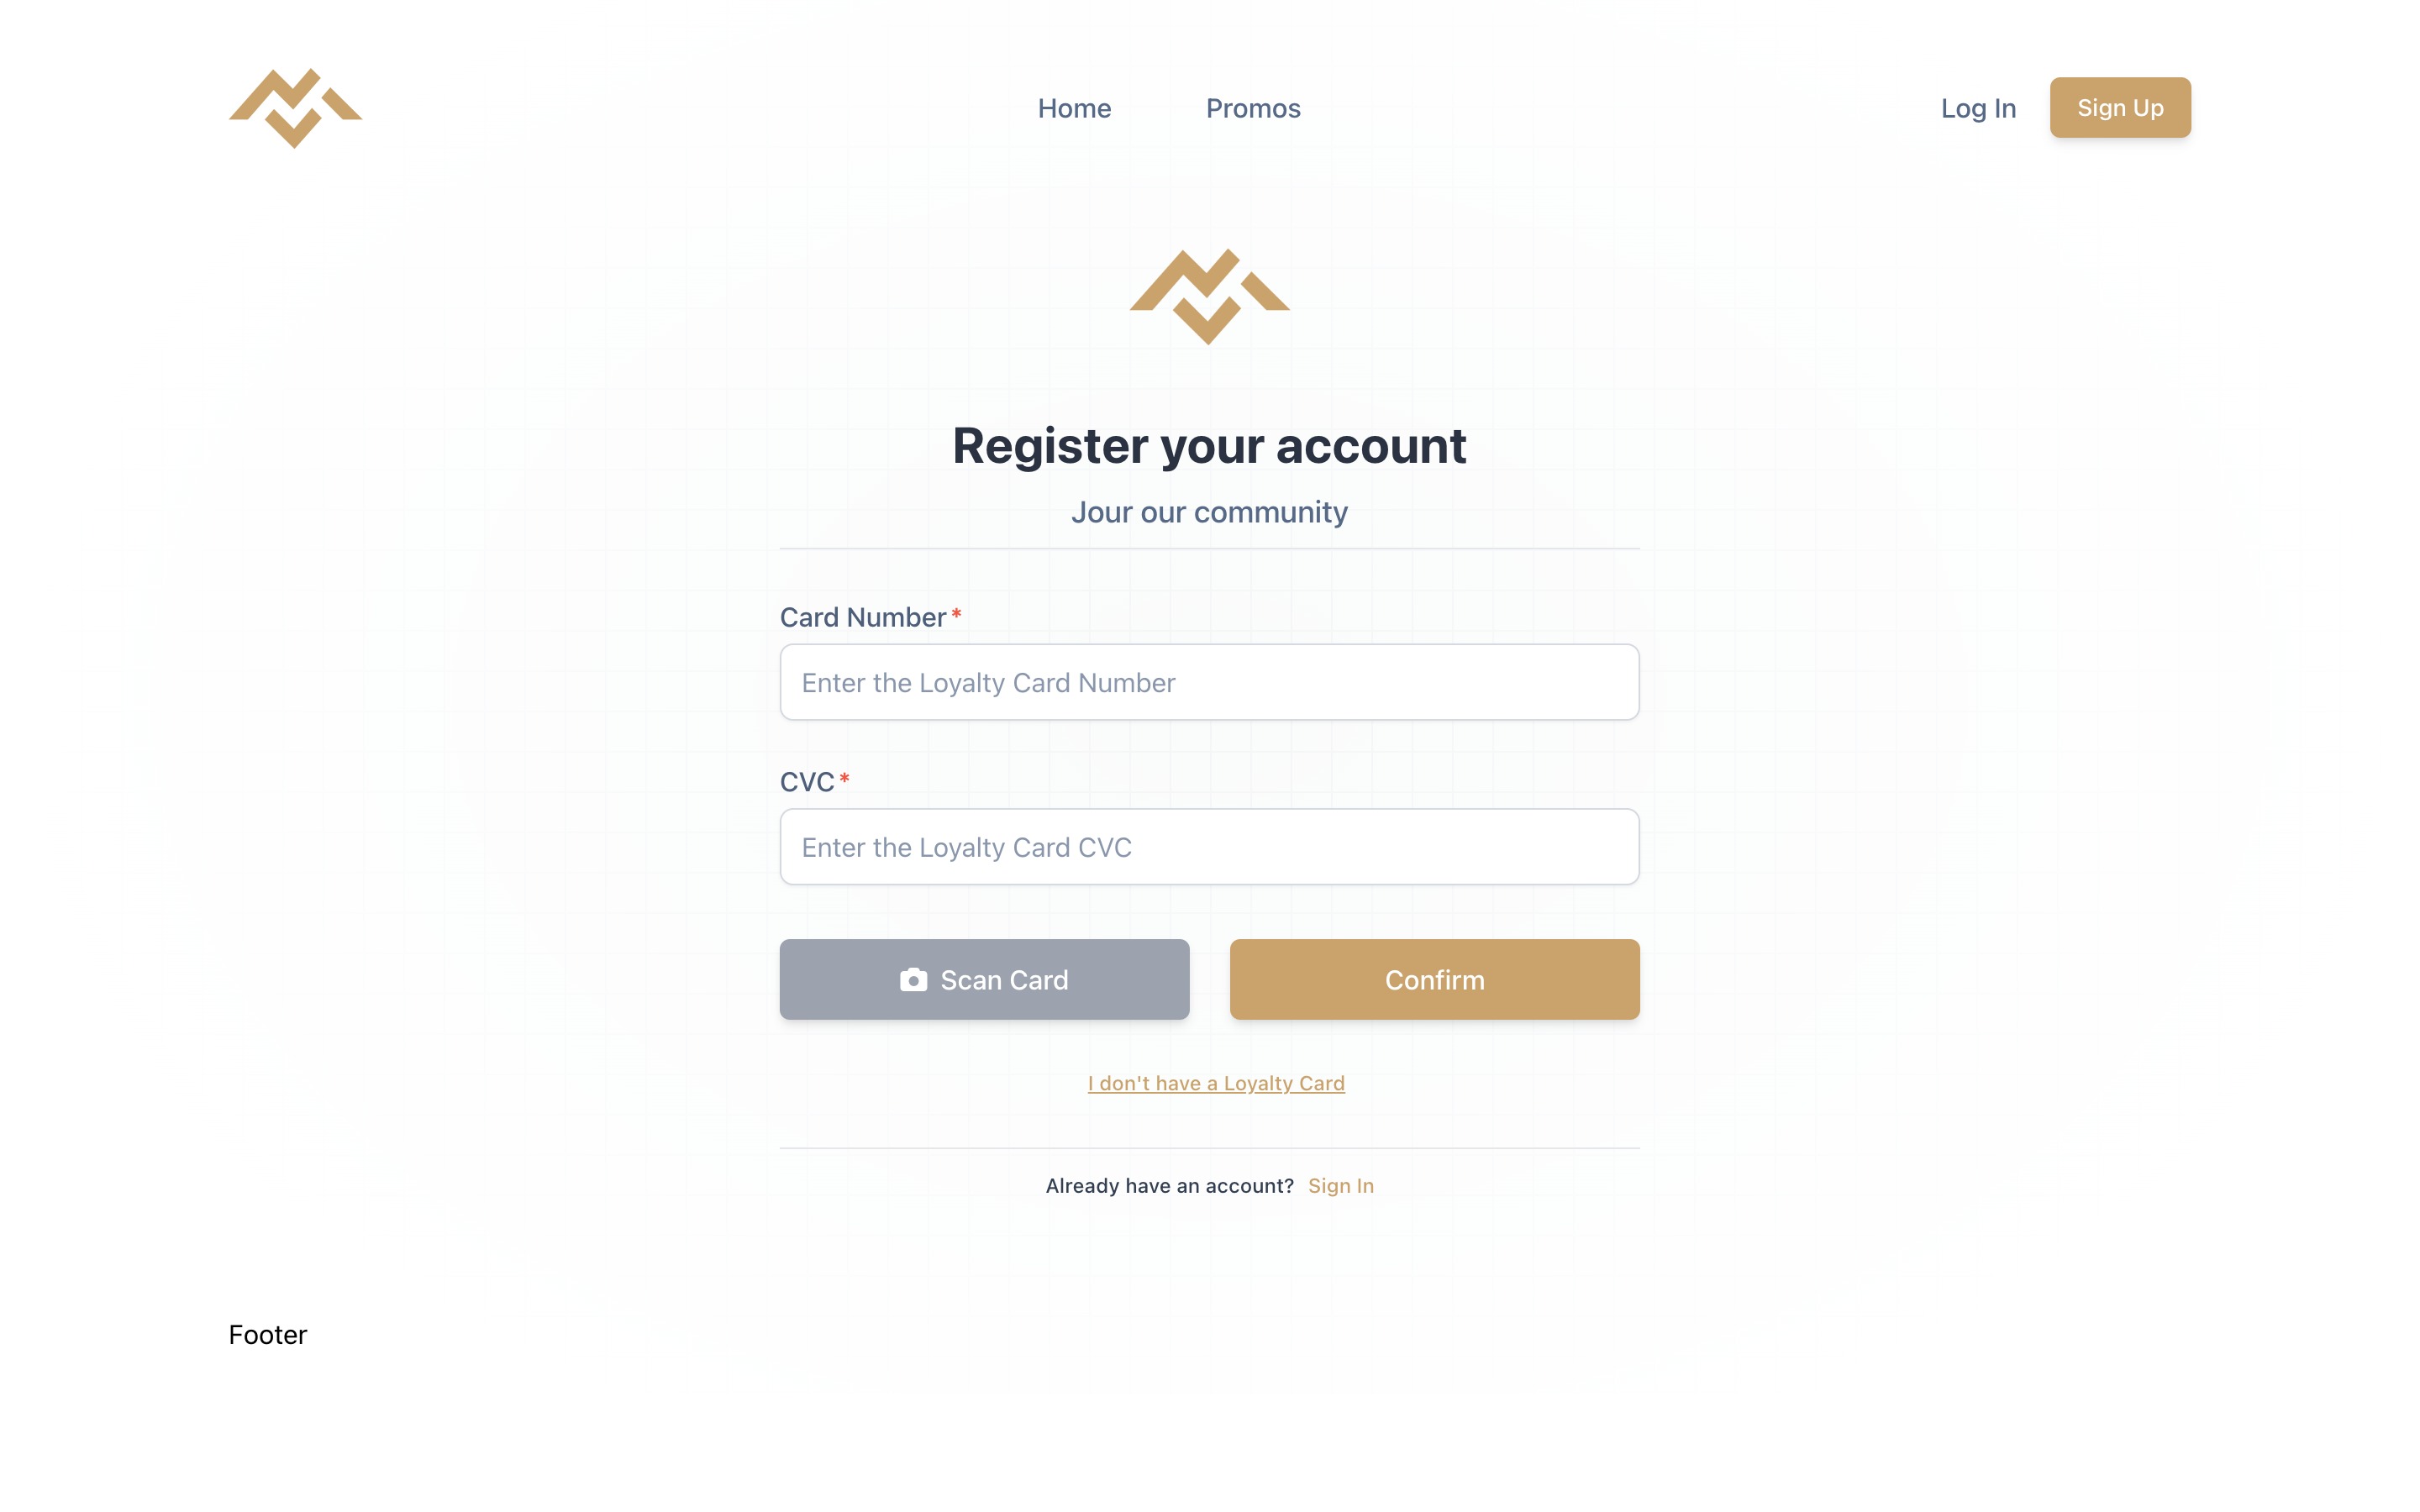 Home
Promos
Log In
Sign Up
Register your account
Jour our community
Card Number*
Enter the Loyalty Card Number
CVC*
Enter the Loyalty Card CVC
Scan Card
Confirm
I don't have a Loyalty Card
Already have an account? Sign In
Footer